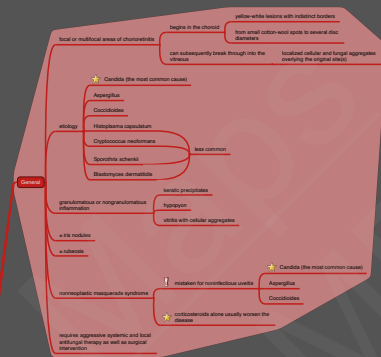 yellow-white lesions with indistinct borders
begins in the choroid
from small cotton-wool spots to several disc
diameters
focal or multifocal areas of chorioretinitis
can subsequently break through into the
vitreous
localized cellular and fungal aggregates
overlying the original site(s)
Candida (the most common cause)
Aspergillus
Coccidioides
etiology
Histoplasma capsulatum
Cryptococcus neoformans
less common
Sporothrix schenkii
Blastomyces dermatitidis
General
keratic precipitates
granulomatous or nongranulomatous
inflammation
hypopyon
vitritis with cellular aggregates
± iris nodules
± rubeosis
Candida (the most common cause)
mistaken for noninfectious uveitis
Aspergillus
Coccidioides
nonneoplastic masquerade syndrome
corticosteroids alone usually worsen the
disease
requires aggressive systemic and local
antifungal therapy as well as surgical
intervention